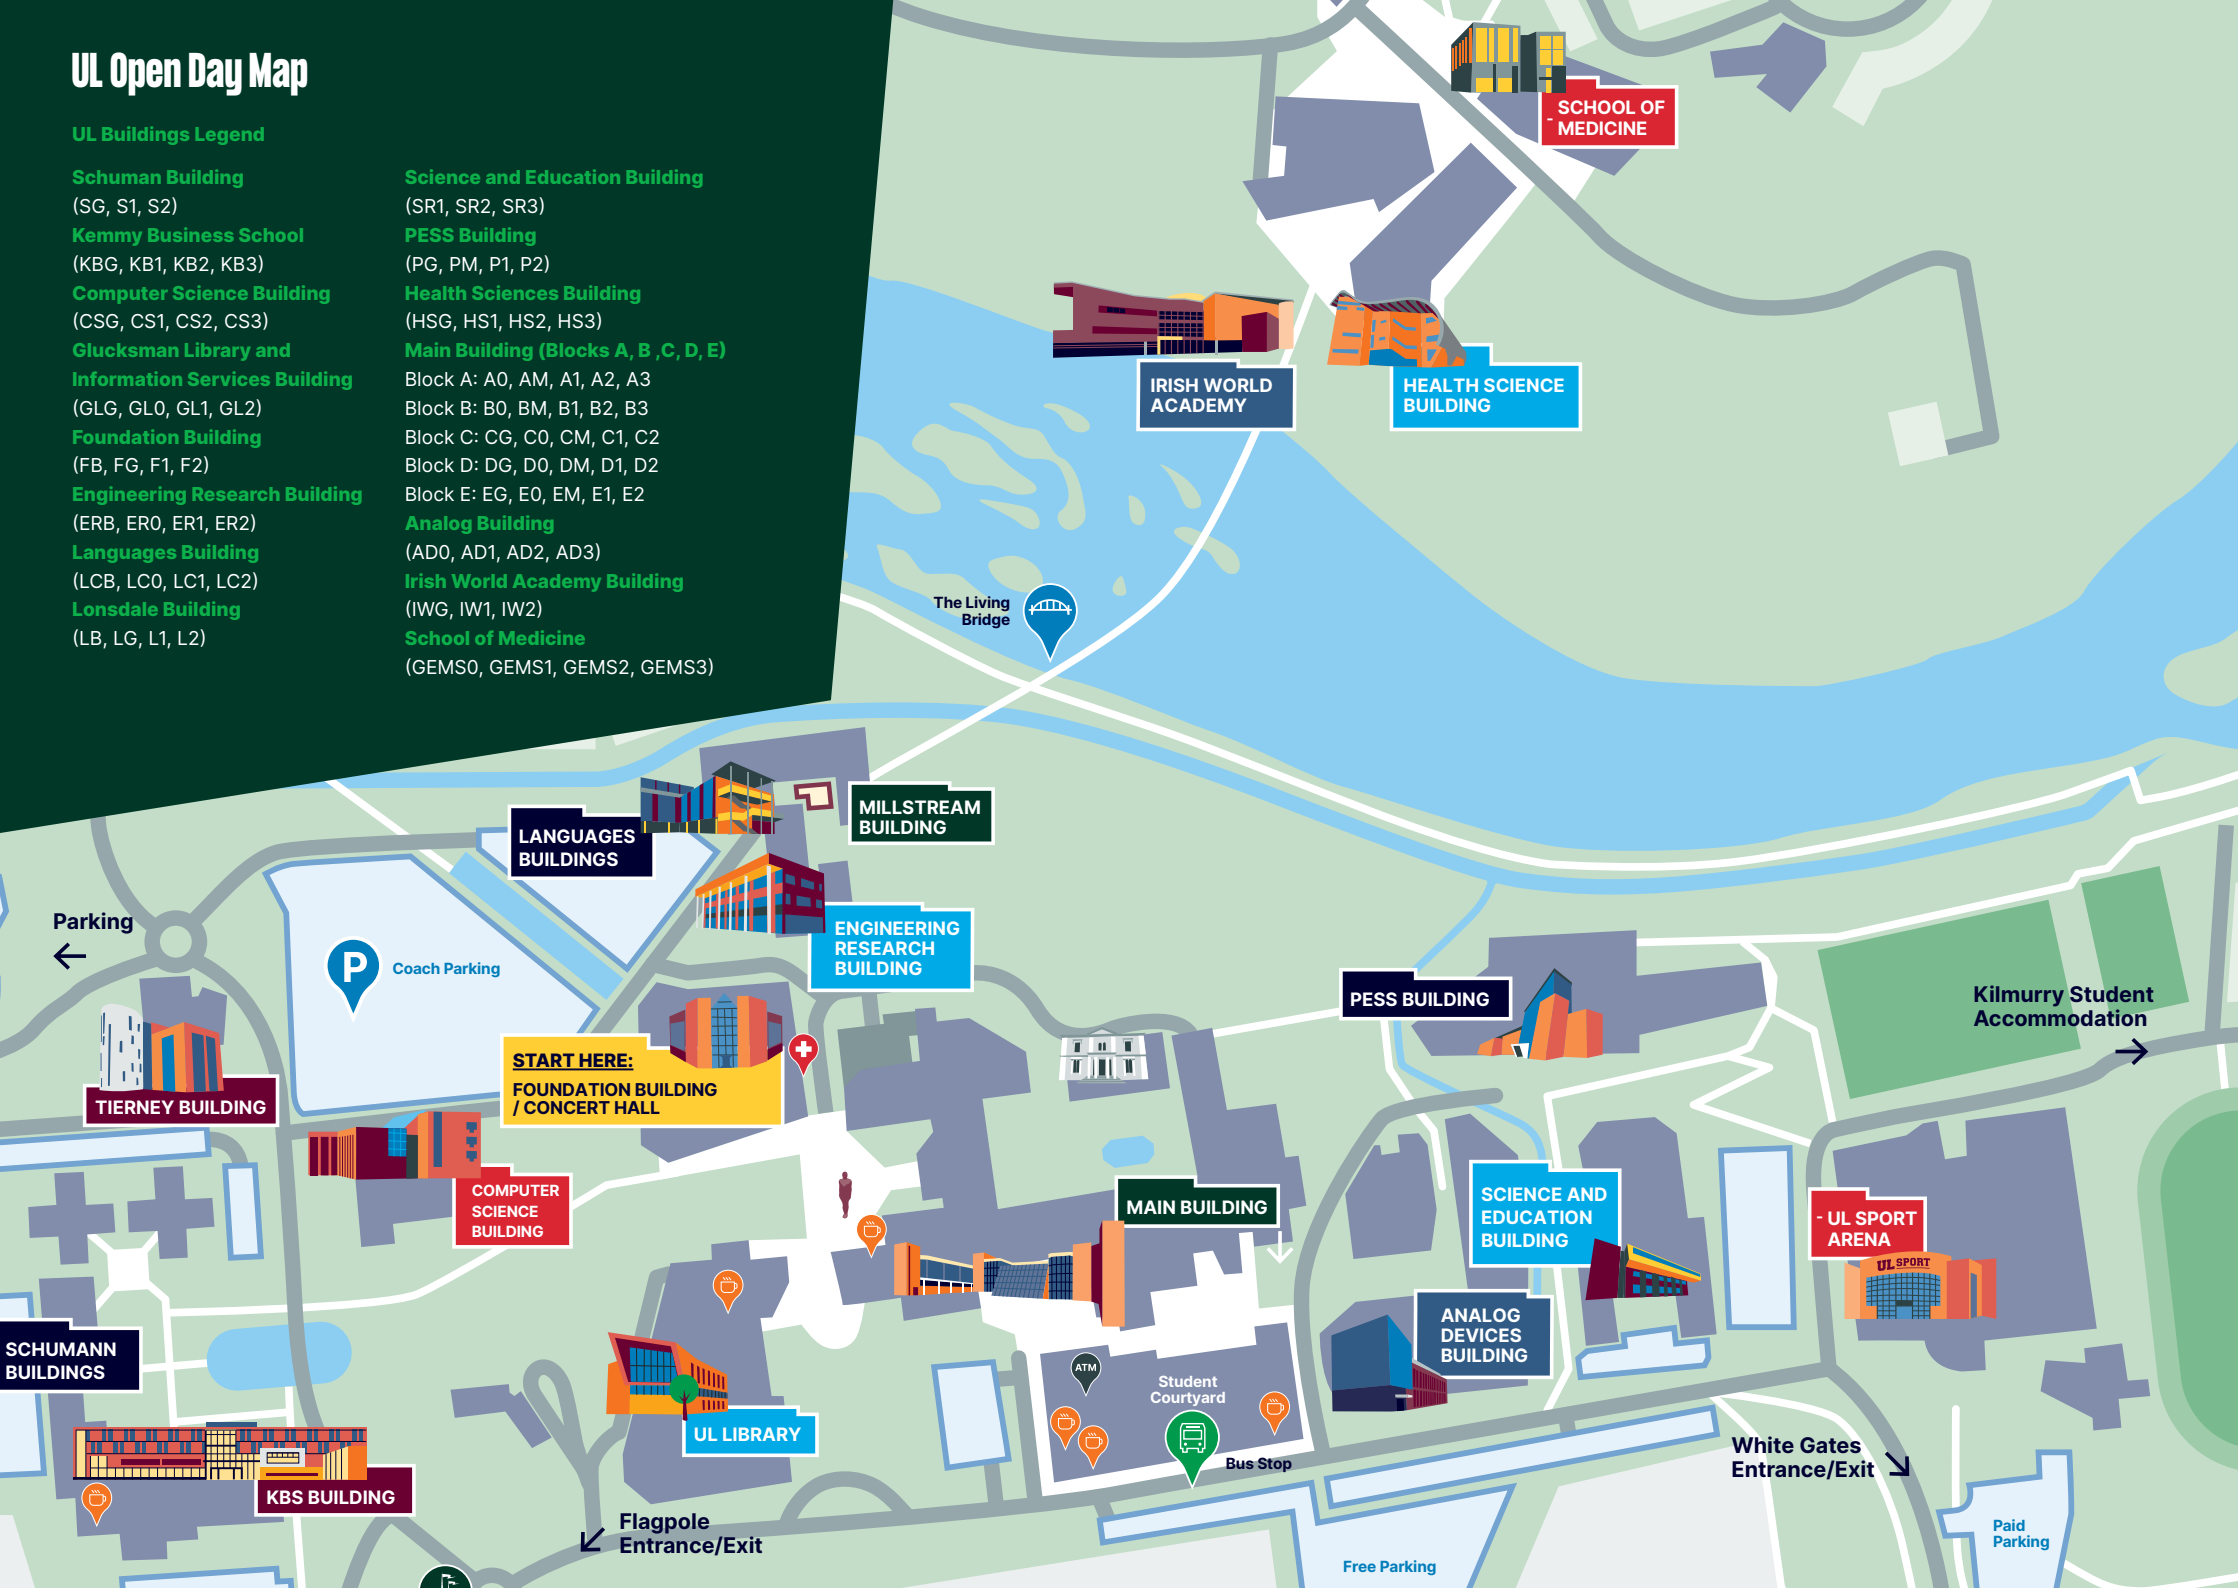 UL Open Day Map
UL Buildings Legend
Schuman Building
(SG, S1, S2)
Kemmy Business School
(KBG, KB1, KB2, KB3)
Computer Science Building
(CSG, CS1, CS2, CS3)
Glucksman Library and
Information Services Building
(GLG, GL0, GL1, GL2)
Foundation Building
(FB, FG, F1, F2)
Engineering Research Building
(ERB, ER0, ER1, ER2)
Languages Building
(LCB, LC0, LC1, LC2)
Lonsdale Building
(LB, LG, L1, L2)
Science and Education Building
(SR1, SR2, SR3)
PESS Building
(PG, PM, P1, P2)
Health Sciences Building
(HSG, HS1, HS2, HS3)
Main Building (Blocks A, B ,C, D, E)
Block A: A0, AM, A1, A2, A3
Block B: B0, BM, B1, B2, B3
Block C: CG, C0, CM, C1, C2
Block D: DG, D0, DM, D1, D2
Block E: EG, E0, EM, E1, E2
Analog Building
(AD0, AD1, AD2, AD3)
Irish World Academy Building
(IWG, IW1, IW2)
School of Medicine
(GEMS0, GEMS1, GEMS2, GEMS3)
- SCHOOL OF
MEDICINE
IRISH WORLD
ACADEMY
HEALTH SCIENCE
BUILDING
The Living
Bridge
MILLSTREAM
BUILDING
LANGUAGES
BUILDINGS
ENGINEERING
RESEARCH
BUILDING
Parking
P
Coach Parking
PESS BUILDING
Kilmurry Student
Accommodation
START HERE:
FOUNDATION BUILDING
/ CONCERT HALL
TIERNEY BUILDING
COMPUTER
SCIENCE
BUILDING
MAIN BUILDING
SCIENCE AND
EDUCATION
BUILDING
- UL SPORT
ARENA
UL SPORT
SCHUMANN
BUILDINGS
ANALOG
DEVICES
BUILDING
ATM
Student
Courtyard
UL LIBRARY
Bus Stop
White Gates
Entrance/Exit
KBS BUILDING
Flagpole
Entrance/Exit
Free Parking
Paid
Parking